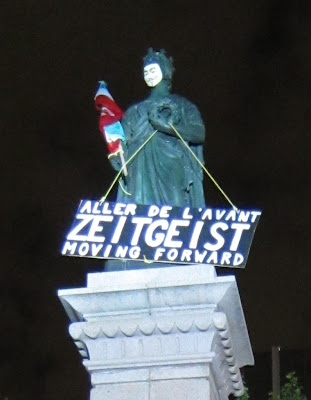 ALLER DE L'AVANT
ZEITGEIST
MOVING FORWARD